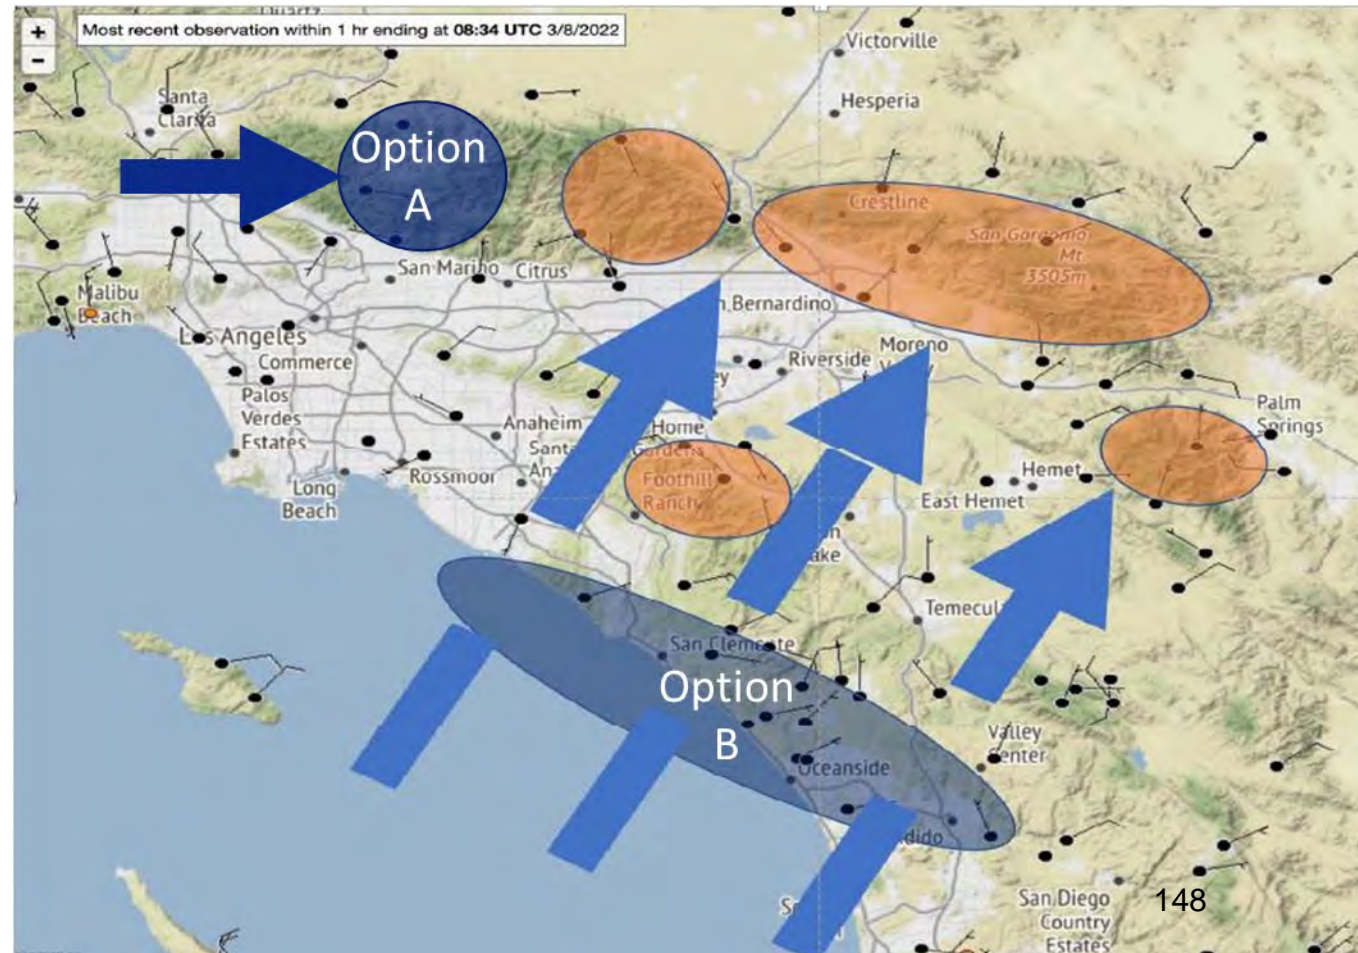 Quartz
+
Most recent observation within 1 hr ending at 08:34 UTC 3/8/2022
-
Victorville
Santa
Clarita
Hesperia
Option
A
Crestline
San Gorgonio
Mt
3505m
San Marino
Citrus
Malibu
Beach
Bernardino
Los Angeles
Commerce
Riverside
Moreno
Palos
Verdes
Estates
Anaheim
Home
Gardens
Palm
Springs
Rossmoor
Foothill
Ranch
Hemet
Long
Beach
East Hemet
San Clemente
Option
B
Valley
Center
Oceanside
148
San Diego
Country
Estates